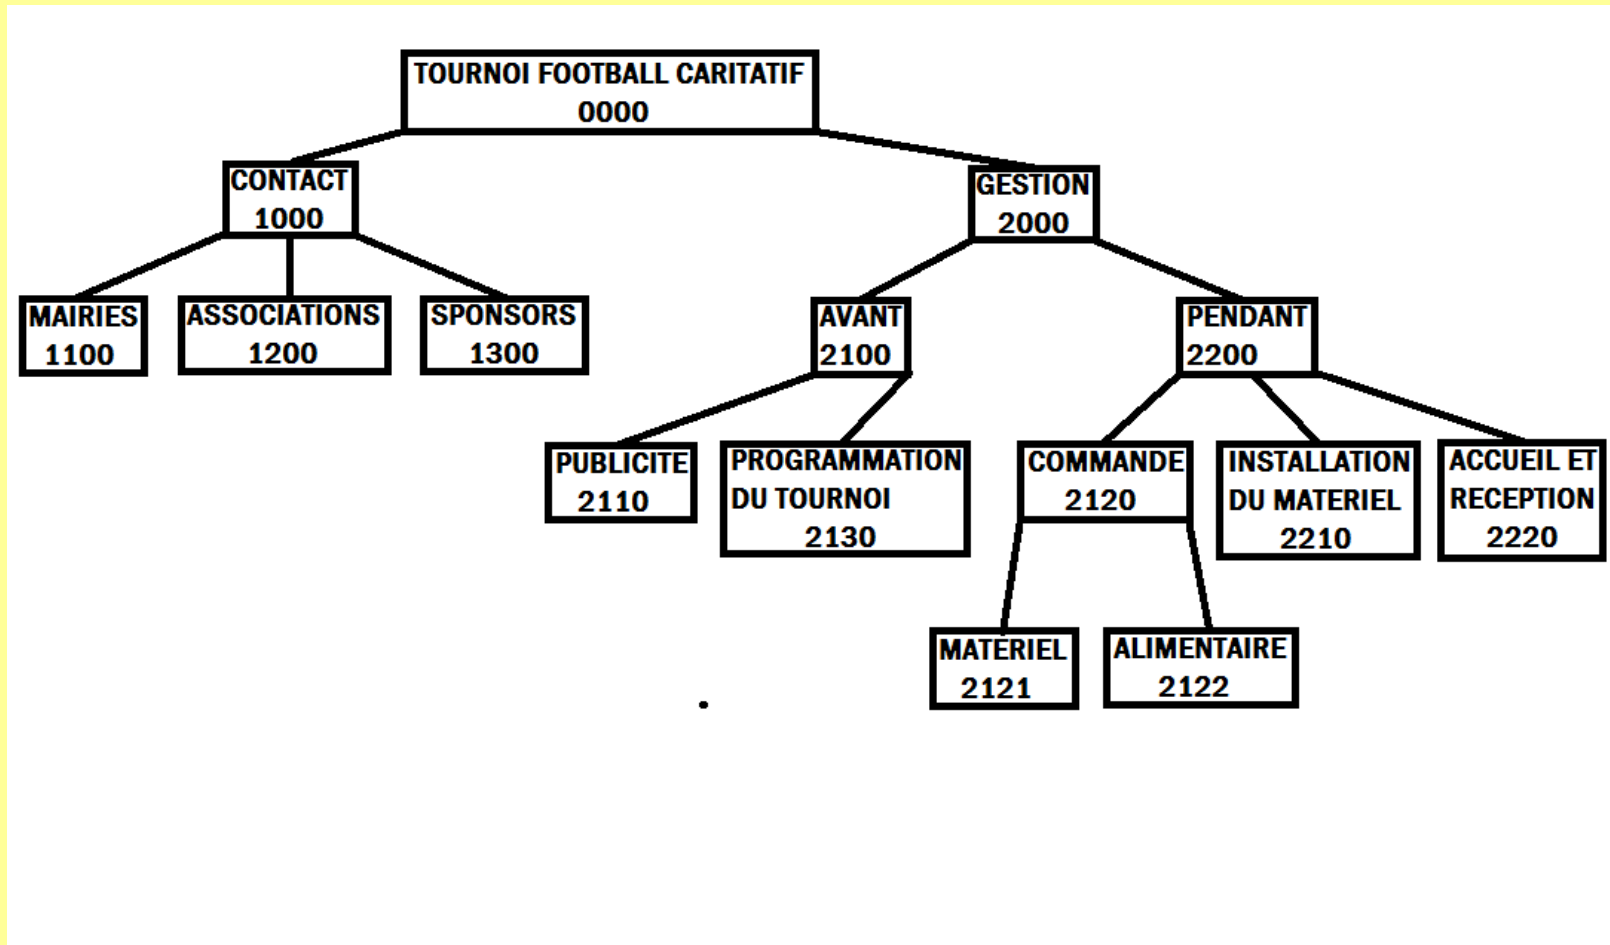 TOURNOI FOOTBALL CARITATIF
0000
CONTACT
1000
GESTION
2000
MAIRIES
1100
ASSOCIATIONS
1200
SPONSORS
1300
AVANT
2100
PENDANT
2200
PUBLICITE
2110
PROGRAMMATION
DU TOURNOI
2130
COMMANDE
2120
INSTALLATION
DU MATERIEL
2210
ACCUEIL ET
RECEPTION
2220
MATERIEL
2121
ALIMENTAIRE
2122